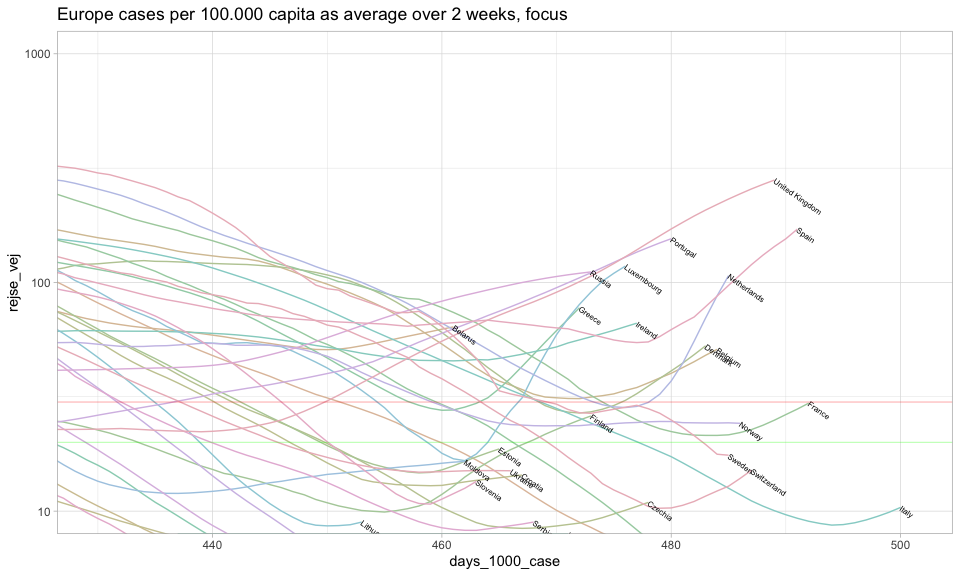 Europe cases per 100.000 capita as average over 2 weeks, focus
1000
100
10
rejse_vej
United Kingdom
Spain
Portugal
Russia
Luxembourg
Netherlands
Greece
Ireland
Belarus
Denmark
Belgium
France
Finland
Norway
Estonia
Moldova
Ukraine
Croatia
Slovenia
Sweden
Switzerland
Czechia
Italy
Lithu
Serbi
440
460
480
500
days_1000_case